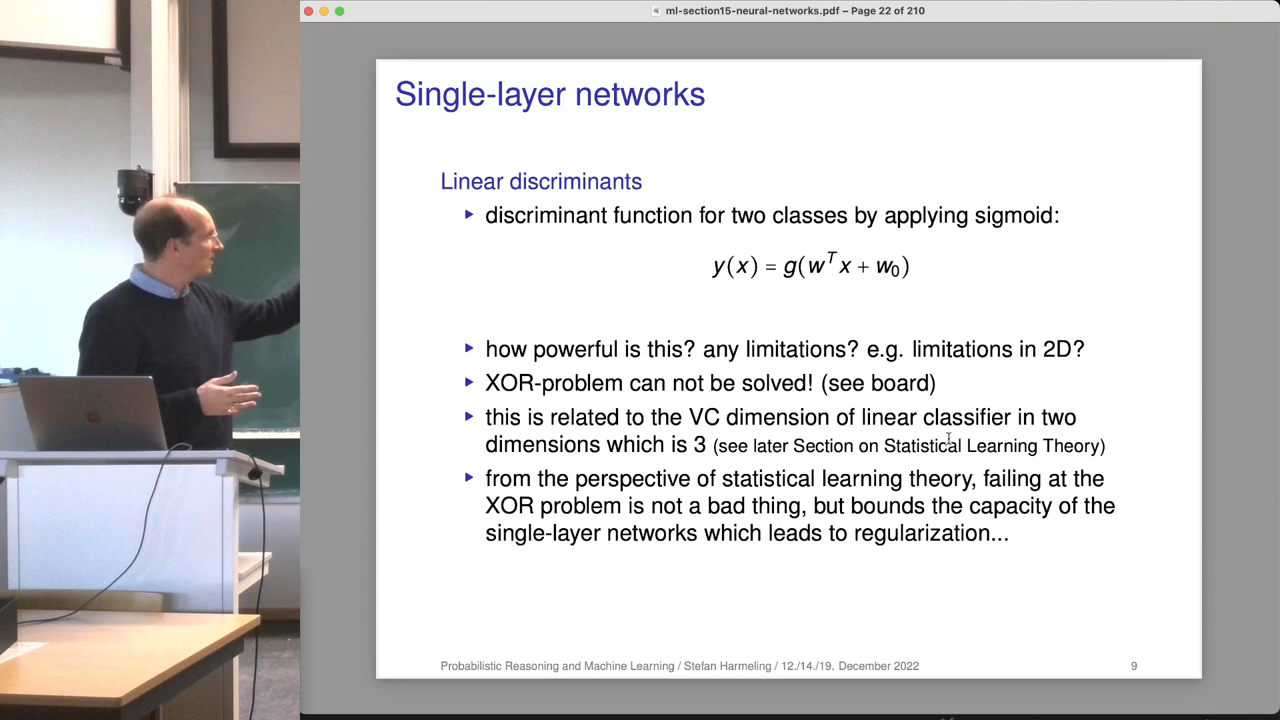 ml-section15-neural-networks.pdf – Page 22 of 210
Single-layer networks
Linear discriminants
▶ discriminant function for two classes by applying sigmoid:
y(x) = g(wᵀx + w₀)
▶ how powerful is this? any limitations? e.g. limitations in 2D?
▶ XOR-problem can not be solved! (see board)
▶ this is related to the VC dimension of linear classifier in two
dimensions which is 3 (see later Section on Statistical Learning Theory)
▶ from the perspective of statistical learning theory, failing at the
XOR problem is not a bad thing, but bounds the capacity of the
single-layer networks which leads to regularization...
Probabilistic Reasoning and Machine Learning / Stefan Harmeling / 12./14./19. December 2022
9